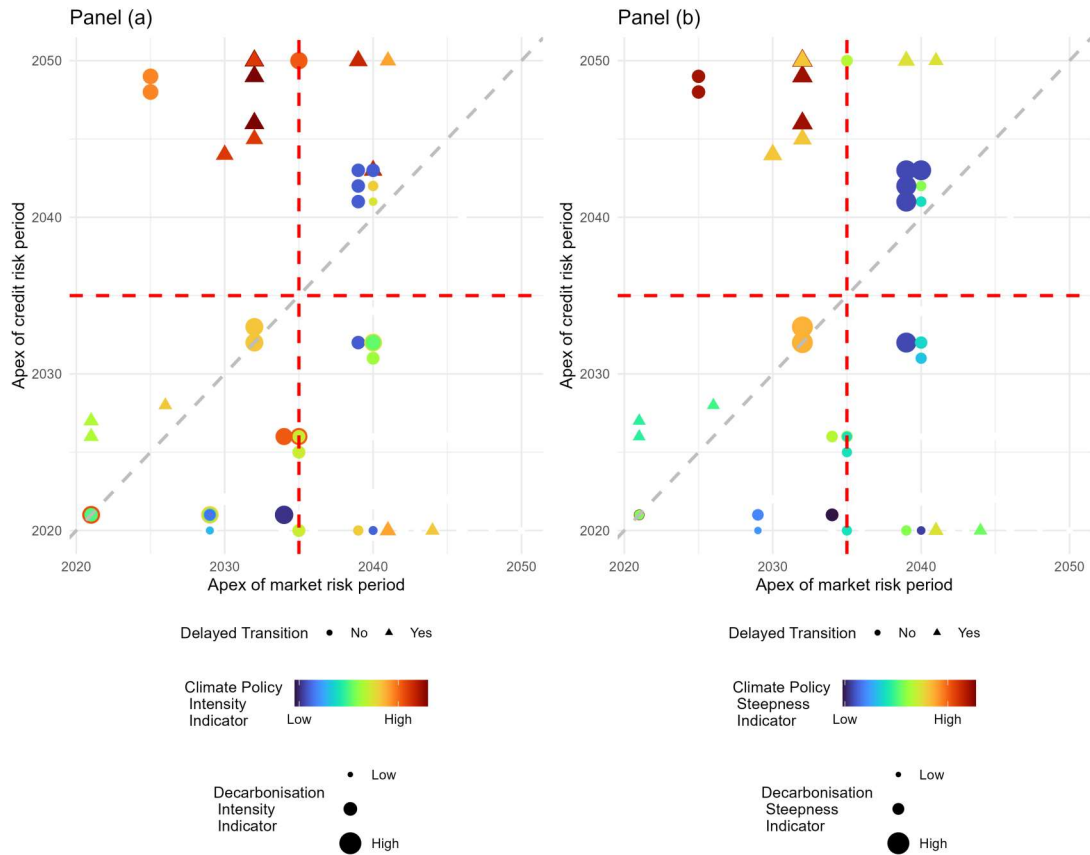 Panel (a)
2050
2040
2030
2020
Apex of credit risk period
2020
2030
2040
2050
Apex of market risk period
Delayed Transition
No
Yes
Climate Policy
Intensity
Indicator
Low
High
Decarbonisation
Intensity
Indicator
Low
High
Panel (b)
2050
2040
2030
2020
Apex of credit risk period
2020
2030
2040
2050
Apex of market risk period
Delayed Transition
No
Yes
Climate Policy
Steepness
Indicator
Low
High
Decarbonisation
Steepness
Indicator
Low
High